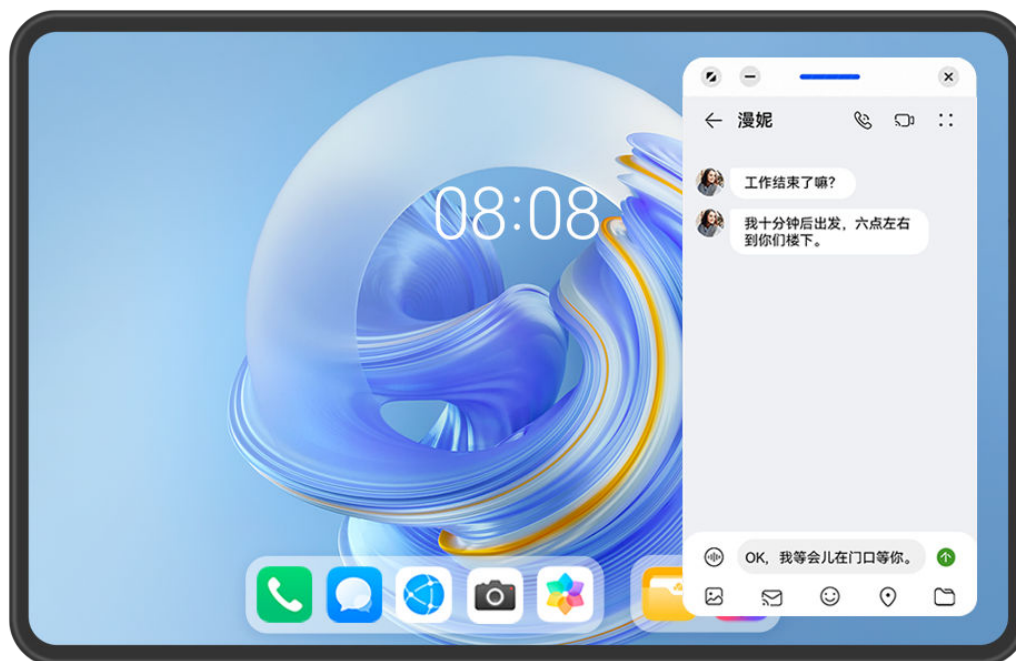 08:08
漫妮
工作结束了嘛?
我十分钟后出发，六点左右
到你们楼下。
OK，我等会儿在门口等你。